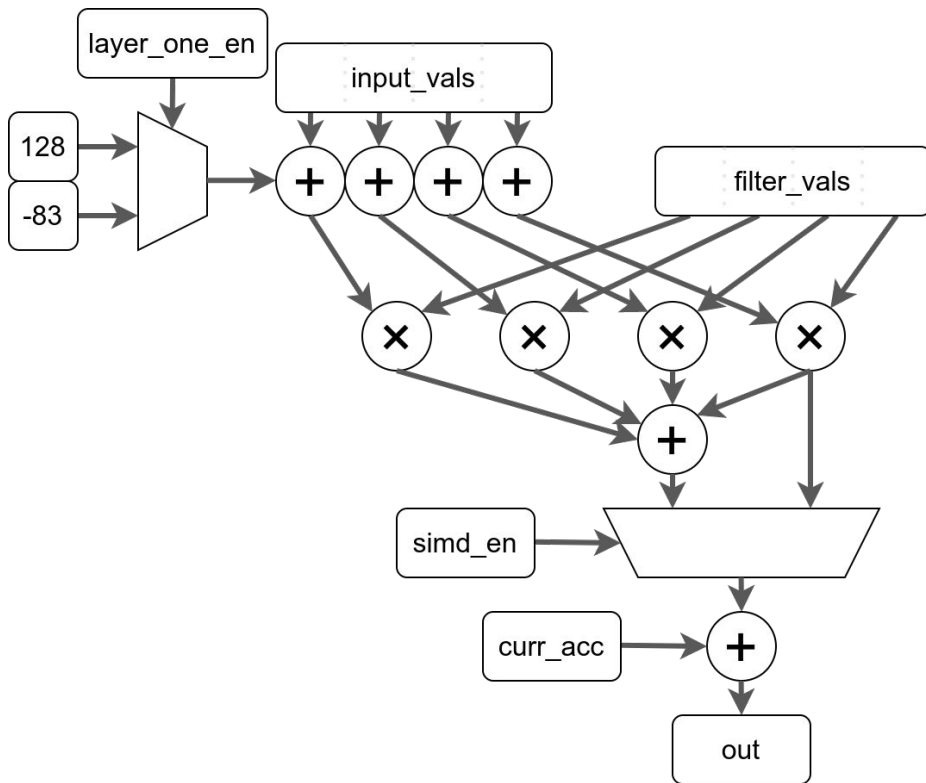 layer_one_en
input_vals
128
-83
+
+
+
+
filter_vals
×
×
×
×
+
simd_en
curr_acc
+
out